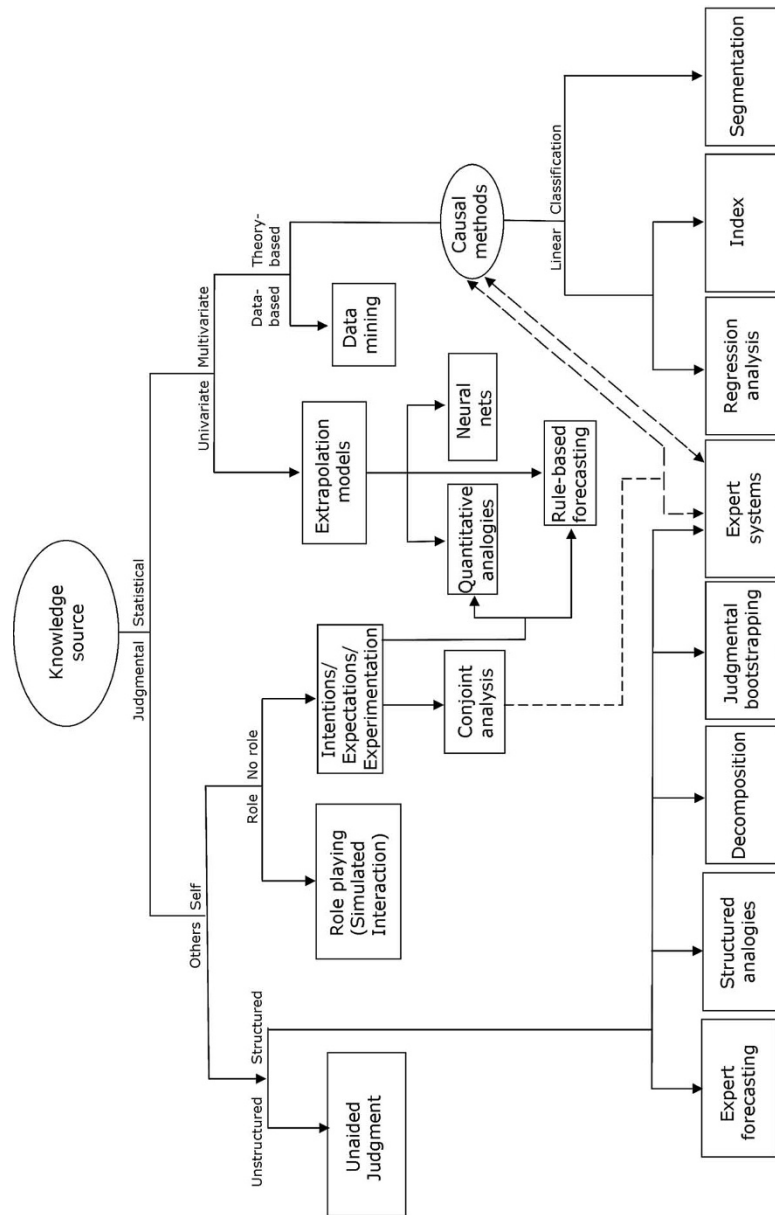 Knowledge
source
Judgmental
Statistical
Others
Self
Univariate
Multivariate
Unstructured
Structured
Role
No role
Data-
based
Theory-
based
Unaided
Judgment
Role playing
(Simulated
Interaction)
Intentions/
Expectations/
Experimentation
Extrapolation
models
Data
mining
Conjoint
analysis
Quantitative
analogies
Neural
nets
Causal
methods
Rule-based
forecasting
Linear
Classification
Expert
forecasting
Structured
analogies
Decomposition
Judgmental
bootstrapping
Expert
systems
Regression
analysis
Index
Segmentation